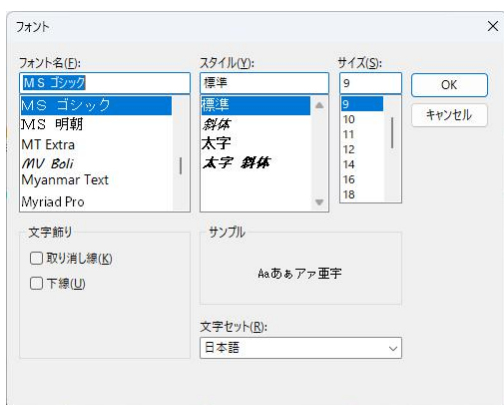 フォント
フォント名(F):
スタイル(Y):
サイズ(S):
MS ゴシック
標準
9
OK
キャンセル
MS ゴシック
MS 明朝
MT Extra
MV Boli
Myanmar Text
Myriad Pro
標準
斜体
太字
太字 斜体
9
10
11
12
14
16
18
文字飾り
取り消し線(K)
下線(U)
サンプル
Aaあぁアァ亜宇
文字セット(R):
日本語